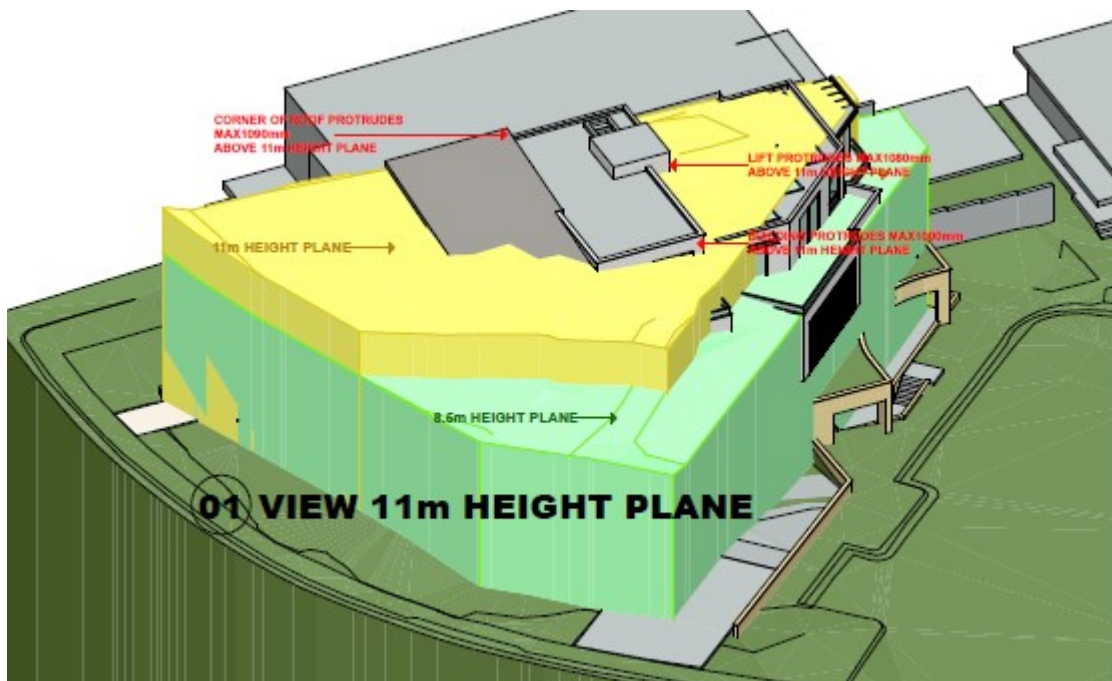 CORNER OF ROOF PROTRUDES
MAX1090mm
ABOVE 11m HEIGHT PLANE
LIFT PROTRUDES MAX1080mm
ABOVE 11m HEIGHT PLANE
11m HEIGHT PLANE
BUILDING PROTRUDES MAX1000mm
ABOVE 11m HEIGHT PLANE
8.5m HEIGHT PLANE
01 VIEW 11m HEIGHT PLANE